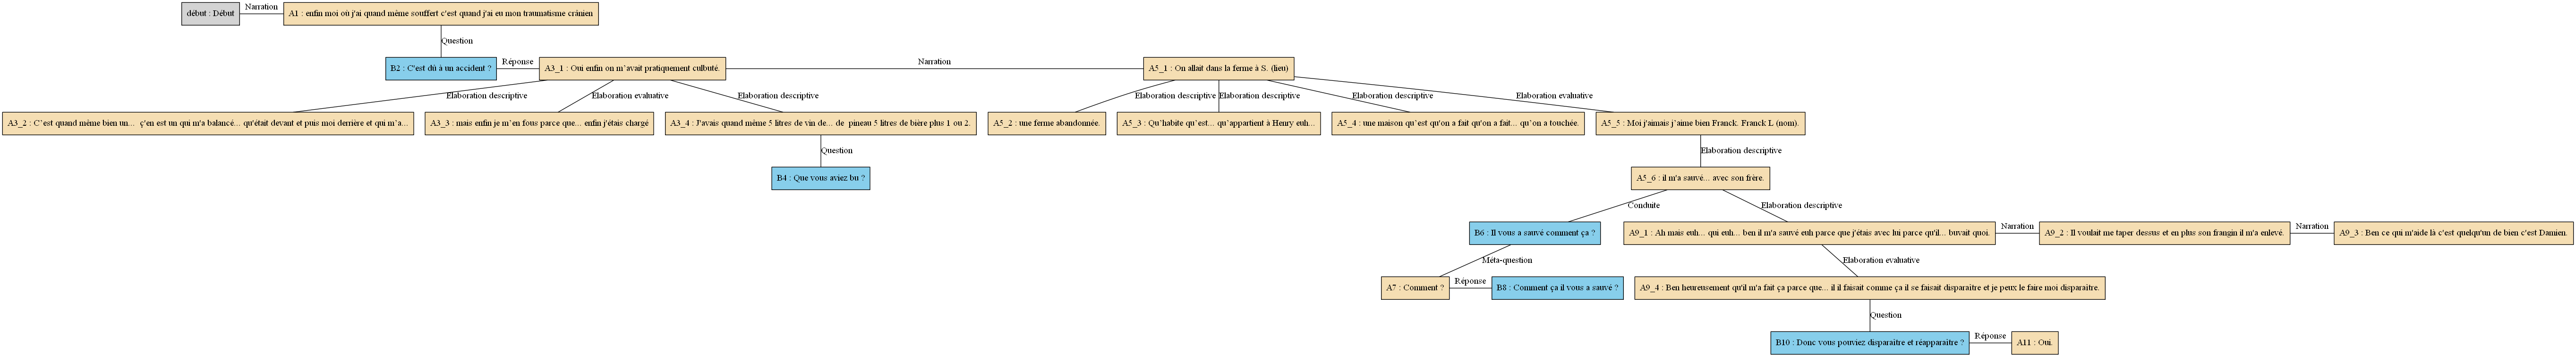 Narration
début : Début
A1 : enfin moi où j'ai quand même souffert c'est quand j'ai eu mon traumatisme crânien
Question
B2 : C'est dû à un accident ?
Réponse
A3_1 : Oui enfin on m'avait pratiquement culbuté.
Narration
A5_1 : On allait dans la ferme à S. (lieu)
Elaboration descriptive
Elaboration evaluative
Elaboration descriptive
Elaboration descriptive
Elaboration descriptive
Elaboration descriptive
Elaboration evaluative
A3_2 : C'est quand même bien un...  ç'en est un qui m'a balancé... qu'était devant et puis moi derrière et qui m'a...
A3_3 : mais enfin je m'en fous parce que... enfin j'étais chargé
A3_4 : J'avais quand même 5 litres de vin de... de  pineau 5 litres de bière plus 1 ou 2.
A5_2 : une ferme abandonnée.
A5_3 : Qu'habite qu'est... qu'appartient à Henry euh...
A5_4 : une maison qu'est qu'on a fait qu'on a fait... qu'on a touchée.
A5_5 : Moi j'aimais j'aime bien Franck. Franck L (nom).
Question
Elaboration descriptive
B4 : Que vous aviez bu ?
A5_6 : il m'a sauvé... avec son frère.
Conduite
Elaboration descriptive
B6 : Il vous a sauvé comment ça ?
A9_1 : Ah mais euh... qui euh... ben il m'a sauvé euh parce que j'étais avec lui parce qu'il... buvait quoi.
Narration
A9_2 : Il voulait me taper dessus et en plus son frangin il m'a enlevé.
Narration
A9_3 : Ben ce qui m'aide là c'est quelqu'un de bien c'est Damien.
Méta-question
Elaboration evaluative
A7 : Comment ?
Réponse
B8 : Comment ça il vous a sauvé ?
A9_4 : Ben heureusement qu'il m'a fait ça parce que... il il faisait comme ça il se faisait disparaître et je peux le faire moi disparaître.
Question
B10 : Donc vous pouviez disparaître et réapparaître ?
Réponse
A11 : Oui.